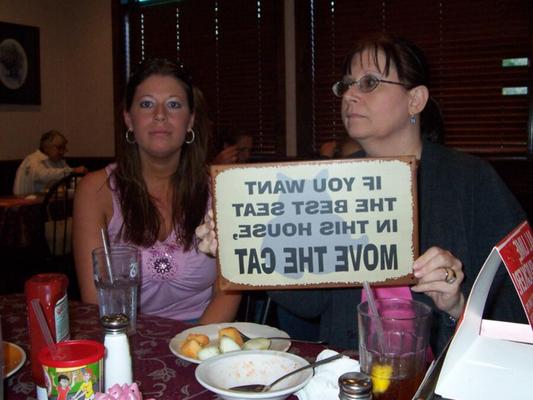 IF YOU WANT
THE BEST SEAT
IN THIS HOUSE,
MOVE THE CAT